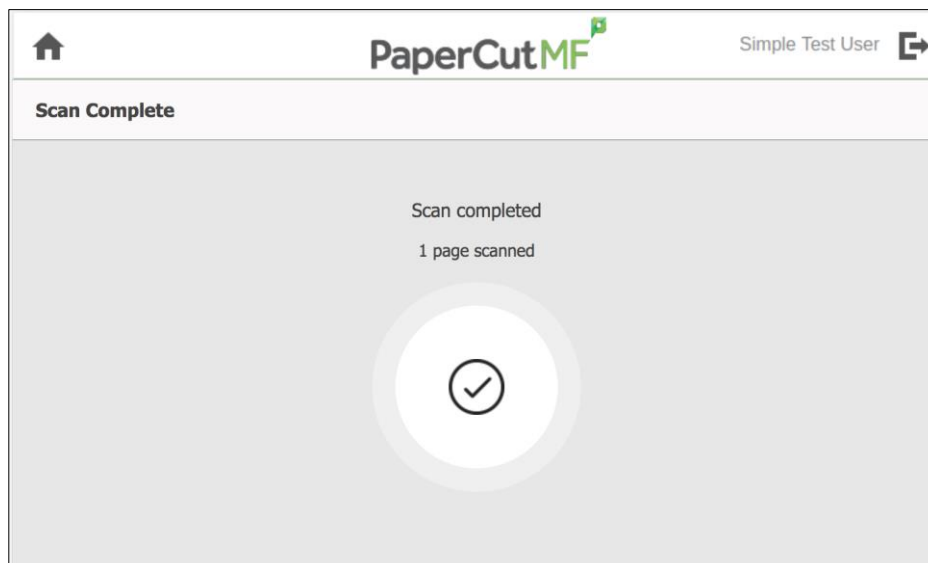 PaperCutMF
Simple Test User
Scan Complete
Scan completed
1 page scanned